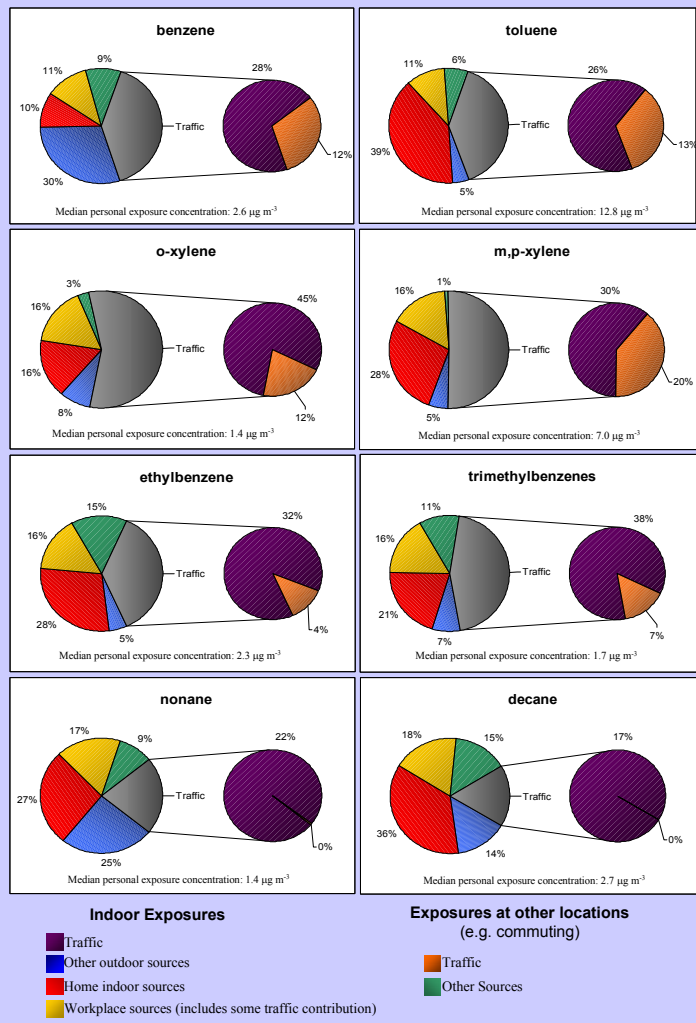 benzene
9%
11%
10%
30%
Traffic
28%
12%
Median personal exposure concentration: 2.6 µg m-3
toluene
6%
11%
39%
5%
Traffic
26%
13%
Median personal exposure concentration: 12.8 µg m-3
o-xylene
3%
16%
16%
8%
Traffic
45%
12%
Median personal exposure concentration: 1.4 µg m-3
m,p-xylene
1%
16%
28%
5%
Traffic
30%
20%
Median personal exposure concentration: 7.0 µg m-3
ethylbenzene
15%
16%
28%
5%
Traffic
32%
4%
Median personal exposure concentration: 2.3 µg m-3
trimethylbenzenes
11%
16%
21%
7%
Traffic
38%
7%
Median personal exposure concentration: 1.7 µg m-3
nonane
9%
17%
27%
25%
Traffic
22%
0%
Median personal exposure concentration: 1.4 µg m-3
decane
15%
18%
36%
14%
Traffic
17%
0%
Median personal exposure concentration: 2.7 µg m-3
Indoor Exposures
Traffic
Other outdoor sources
Home indoor sources
Workplace sources (includes some traffic contribution)
Exposures at other locations
(e.g. commuting)
Traffic
Other Sources